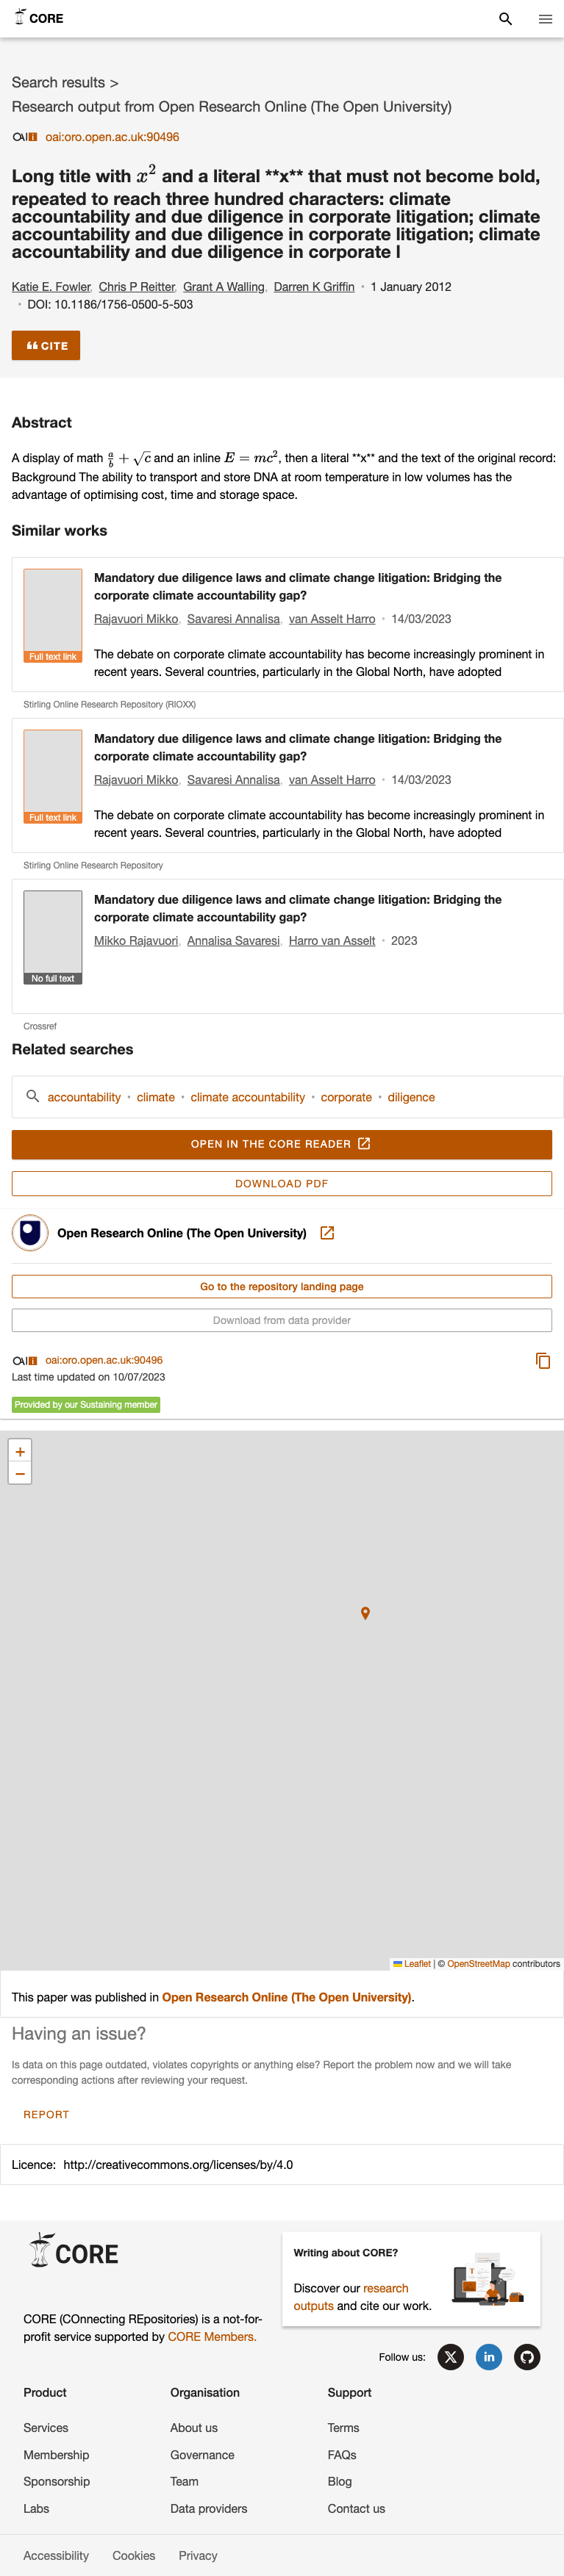 CORE
Search results >
Research output from Open Research Online (The Open University)
OAI oai:oro.open.ac.uk:90496
Long title with x² and a literal **x** that must not become bold,
repeated to reach three hundred characters: climate
accountability and due diligence in corporate litigation; climate
accountability and due diligence in corporate litigation; climate
accountability and due diligence in corporate l
Katie E. Fowler, Chris P Reitter, Grant A Walling, Darren K Griffin • 1 January 2012
• DOI: 10.1186/1756-0500-5-503
CITE
Abstract
A display of math a/b + √c and an inline E = mc², then a literal **x** and the text of the original record:
Background The ability to transport and store DNA at room temperature in low volumes has the
advantage of optimising cost, time and storage space.
Similar works
Mandatory due diligence laws and climate change litigation: Bridging the
corporate climate accountability gap?
Rajavuori Mikko, Savaresi Annalisa, van Asselt Harro • 14/03/2023
The debate on corporate climate accountability has become increasingly prominent in
recent years. Several countries, particularly in the Global North, have adopted
Full text link
Stirling Online Research Repository (RIOXX)
Mandatory due diligence laws and climate change litigation: Bridging the
corporate climate accountability gap?
Rajavuori Mikko, Savaresi Annalisa, van Asselt Harro • 14/03/2023
The debate on corporate climate accountability has become increasingly prominent in
recent years. Several countries, particularly in the Global North, have adopted
Full text link
Stirling Online Research Repository
Mandatory due diligence laws and climate change litigation: Bridging the
corporate climate accountability gap?
Mikko Rajavuori, Annalisa Savaresi, Harro van Asselt • 2023
No full text
Crossref
Related searches
accountability • climate • climate accountability • corporate • diligence
OPEN IN THE CORE READER
DOWNLOAD PDF
Open Research Online (The Open University)
Go to the repository landing page
Download from data provider
OAI oai:oro.open.ac.uk:90496
Last time updated on 10/07/2023
Provided by our Sustaining member
+
−
Leaflet | © OpenStreetMap contributors
This paper was published in Open Research Online (The Open University).
Having an issue?
Is data on this page outdated, violates copyrights or anything else? Report the problem now and we will take
corresponding actions after reviewing your request.
REPORT
Licence: http://creativecommons.org/licenses/by/4.0
CORE
CORE (COnnecting REpositories) is a not-for-
profit service supported by CORE Members.
Writing about CORE?
Discover our research
outputs and cite our work.
Follow us:
Product
Services
Membership
Sponsorship
Labs
Organisation
About us
Governance
Team
Data providers
Support
Terms
FAQs
Blog
Contact us
Accessibility Cookies Privacy